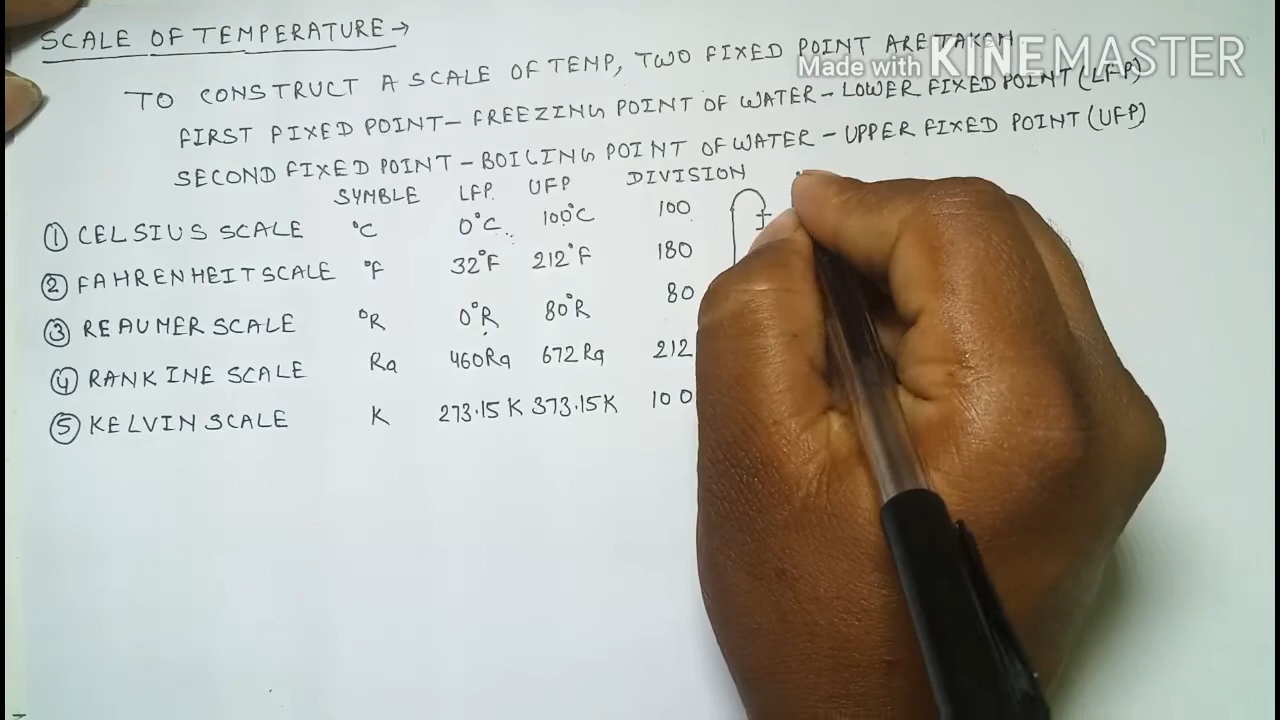 SCALE OF TEMPERATURE→
TO CONSTRUCT A SCALE OF TEMP, TWO FIXED POINT ARE TAKEN
Made with KINEMASTER
FIRST FIXED POINT - FREEZING POINT OF WATER - LOWER FIXED POINT (LFP)
SECOND FIXED POINT - BOILING POINT OF WATER - UPPER FIXED POINT (UFP)
SYMBLE LFP. UFP DIVISION
① CELSIUS SCALE °C 0°C 100°C 100
② FAHRENHEIT SCALE °F 32°F 212°F 180
③ REAUMER SCALE °R 0°R 80°R 80
④ RANKINE SCALE Ra 460Ra 672Ra 212
⑤ KELVIN SCALE K 273.15K 373.15K 100